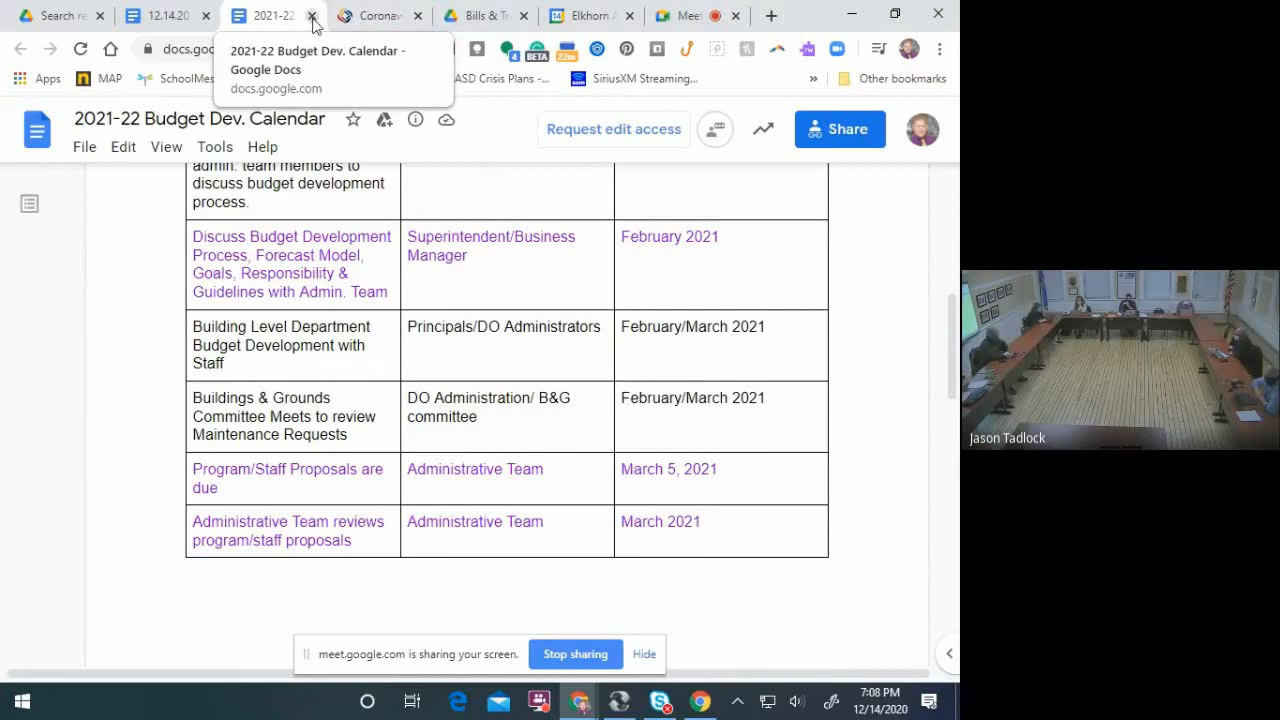 Search re
12.14.20
2021-22
Coronav
Bills & Tr
14
Elkhorn A
Meet
docs.goo
4
BETA
22m
2021-22 Budget Dev. Calendar -
Google Docs
docs.google.com
Apps
MAP
SchoolMes
ASD Crisis Plans -...
SiriusXM Streaming...
»
Other bookmarks
2021-22 Budget Dev. Calendar
Request edit access
Share
File Edit View Tools Help
admin. team members to
discuss budget development
process.
Discuss Budget Development
Process, Forecast Model,
Goals, Responsibility &
Guidelines with Admin. Team
Superintendent/Business
Manager
February 2021
Building Level Department
Budget Development with
Staff
Principals/DO Administrators
February/March 2021
Buildings & Grounds
Committee Meets to review
Maintenance Requests
DO Administration/ B&G
committee
February/March 2021
Program/Staff Proposals are
due
Administrative Team
March 5, 2021
Administrative Team reviews
program/staff proposals
Administrative Team
March 2021
meet.google.com is sharing your screen.
Stop sharing
Hide
Jason Tadlock
7:08 PM
12/14/2020